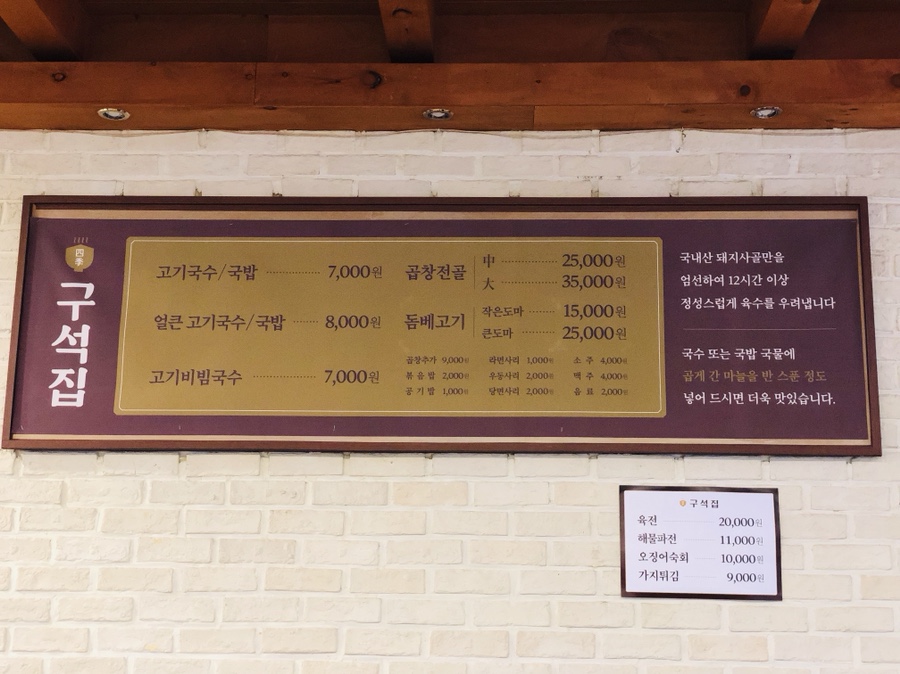 四季
구석집
고기국수/국밥 7,000원
얼큰 고기국수/국밥 8,000원
고기비빔국수 7,000원
곱창전골 中 25,000원
大 35,000원
돔베고기 작은도마 15,000원
큰도마 25,000원
곱창추가 9,000원 라면사리 1,000원 소 주 4,000원
볶 음 밥 2,000원 우동사리 2,000원 맥 주 4,000원
공 기 밥 1,000원 당면사리 2,000원 음 료 2,000원
국내산 돼지사골만을
엄선하여 12시간 이상
정성스럽게 육수를 우려냅니다
국수 또는 국밥 국물에
곱게 간 마늘을 반 스푼 정도
넣어 드시면 더욱 맛있습니다.
구석집
육전 20,000원
해물파전 11,000원
오징어숙회 10,000원
가지튀김 9,000원